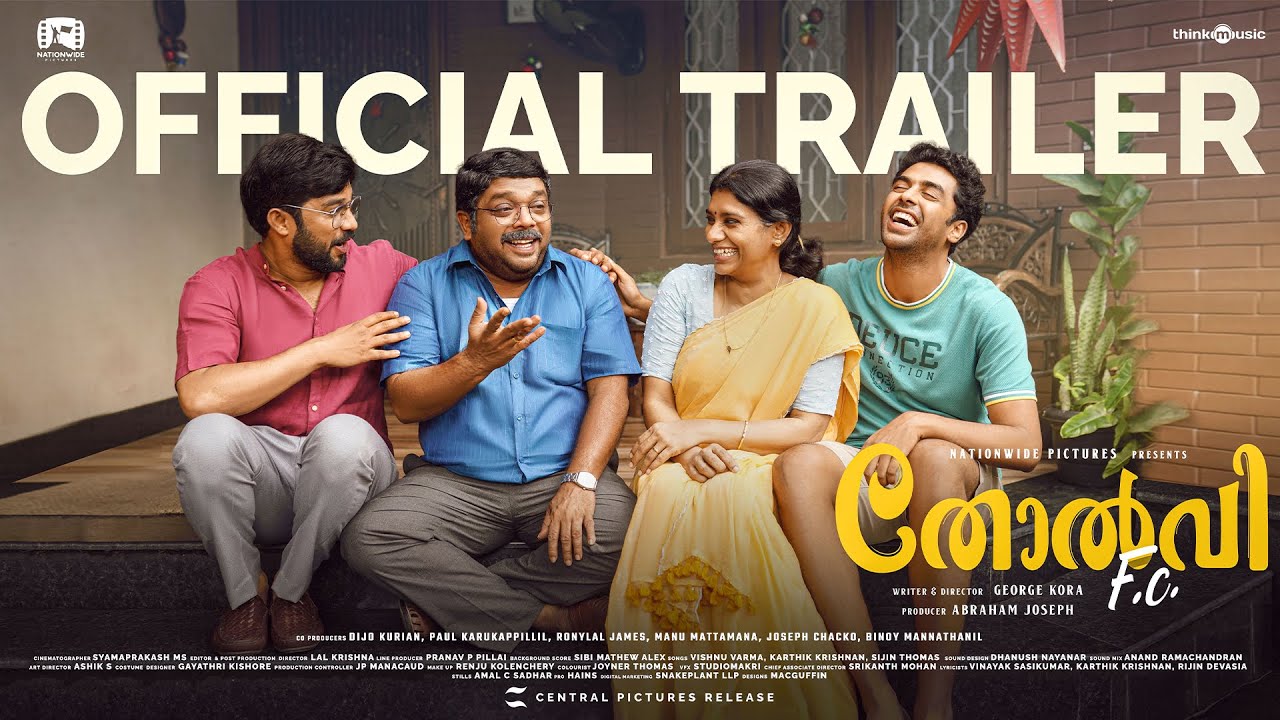 NATIONWIDE
PICTURES
thinkmusic
OFFICIAL TRAILER
DEUCE
CONNECTION
NATIONWIDE PICTURES PRESENTS
തോൽവി
F.C.
WRITER & DIRECTOR GEORGE KORA
PRODUCER ABRAHAM JOSEPH
CO PRODUCERS DIJO KURIAN, PAUL KARUKAPPILLIL, RONYLAL JAMES, MANU MATTAMANA, JOSEPH CHACKO, BINOY MANNATHANIL
CINEMATOGRAPHER SYAMAPRAKASH MS EDITOR & POST PRODUCTION DIRECTOR LAL KRISHNA LINE PRODUCER PRANAV P PILLAI BACKGROUND SCORE SIBI MATHEW ALEX SONGS VISHNU VARMA, KARTHIK KRISHNAN, SIJIN THOMAS SOUND DESIGN DHANUSH NAYANAR SOUND MIX ANAND RAMACHANDRAN
ART DIRECTOR ASHIK S COSTUME DESIGNER GAYATHRI KISHORE PRODUCTION CONTROLLER JP MANACAUD MAKE UP RENJU KOLENCHERY COLOURIST JOYNER THOMAS VFX STUDIOMAKRI CHIEF ASSOCIATE DIRECTOR SRIKANTH MOHAN LYRICISTS VINAYAK SASIKUMAR, KARTHIK KRISHNAN, RIJIN DEVASIA
STILLS AMAL C SADHAR PRO HAINS DIGITAL MARKETING SNAKEPLANT LLP DESIGNS MACGUFFIN
CENTRAL PICTURES RELEASE